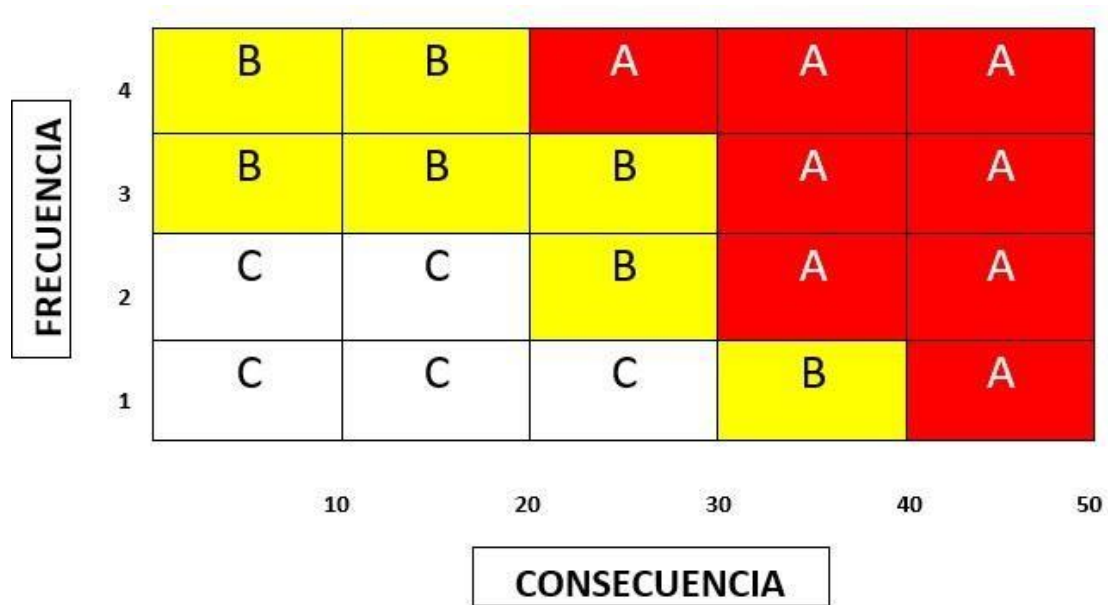 B B A A A
4
B B B A A
3
C C B A A
2
C C C B A
1
FRECUENCIA
10 20 30 40 50
CONSECUENCIA